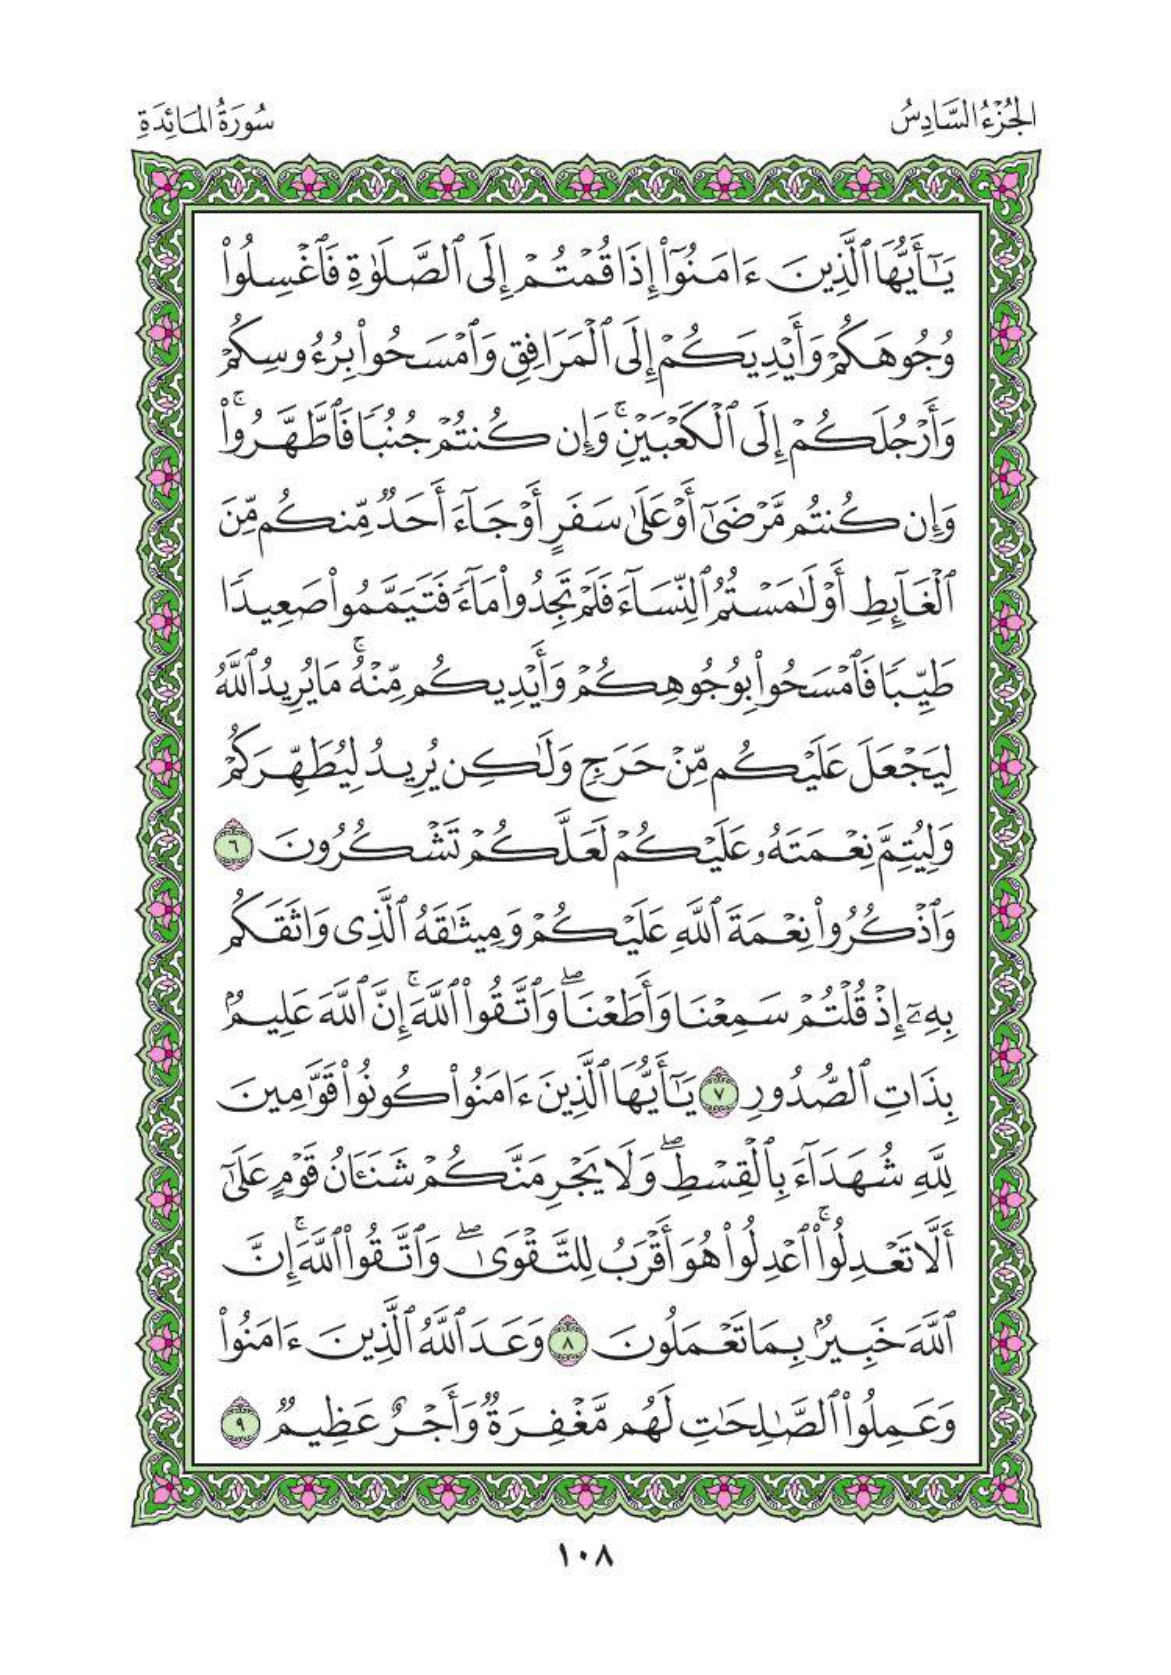 الجُزْءُ السَّادِسُ
سُورَةُ المَائِدَةِ
يَٰٓأَيُّهَا ٱلَّذِينَ ءَامَنُوٓاْ إِذَا قُمۡتُمۡ إِلَى ٱلصَّلَوٰةِ فَٱغۡسِلُواْ
وُجُوهَكُمۡ وَأَيۡدِيَكُمۡ إِلَى ٱلۡمَرَافِقِ وَٱمۡسَحُواْ بِرُءُوسِكُمۡ
وَأَرۡجُلَكُمۡ إِلَى ٱلۡكَعۡبَيۡنِۚ وَإِن كُنتُمۡ جُنُبٗا فَٱطَّهَّرُواْۚ
وَإِن كُنتُم مَّرۡضَىٰٓ أَوۡ عَلَىٰ سَفَرٍ أَوۡ جَآءَ أَحَدٞ مِّنكُم مِّنَ
ٱلۡغَآئِطِ أَوۡ لَٰمَسۡتُمُ ٱلنِّسَآءَ فَلَمۡ تَجِدُواْ مَآءٗ فَتَيَمَّمُواْ صَعِيدٗا
طَيِّبٗا فَٱمۡسَحُواْ بِوُجُوهِكُمۡ وَأَيۡدِيكُم مِّنۡهُۚ مَا يُرِيدُ ٱللَّهُ
لِيَجۡعَلَ عَلَيۡكُم مِّنۡ حَرَجٖ وَلَٰكِن يُرِيدُ لِيُطَهِّرَكُمۡ
وَلِيُتِمَّ نِعۡمَتَهُۥ عَلَيۡكُمۡ لَعَلَّكُمۡ تَشۡكُرُونَ ٦
وَٱذۡكُرُواْ نِعۡمَةَ ٱللَّهِ عَلَيۡكُمۡ وَمِيثَٰقَهُ ٱلَّذِي وَاثَقَكُم
بِهِۦٓ إِذۡ قُلۡتُمۡ سَمِعۡنَا وَأَطَعۡنَاۖ وَٱتَّقُواْ ٱللَّهَۚ إِنَّ ٱللَّهَ عَلِيمُۢ
بِذَاتِ ٱلصُّدُورِ ٧ يَٰٓأَيُّهَا ٱلَّذِينَ ءَامَنُواْ كُونُواْ قَوَّٰمِينَ
لِلَّهِ شُهَدَآءَ بِٱلۡقِسۡطِۖ وَلَا يَجۡرِمَنَّكُمۡ شَنَـَٔانُ قَوۡمٍ عَلَىٰٓ
أَلَّا تَعۡدِلُواْۚ ٱعۡدِلُواْ هُوَ أَقۡرَبُ لِلتَّقۡوَىٰۖ وَٱتَّقُواْ ٱللَّهَۚ إِنَّ
ٱللَّهَ خَبِيرُۢ بِمَا تَعۡمَلُونَ ٨ وَعَدَ ٱللَّهُ ٱلَّذِينَ ءَامَنُواْ
وَعَمِلُواْ ٱلصَّٰلِحَٰتِ لَهُم مَّغۡفِرَةٞ وَأَجۡرٌ عَظِيمٞ ٩
١٠٨